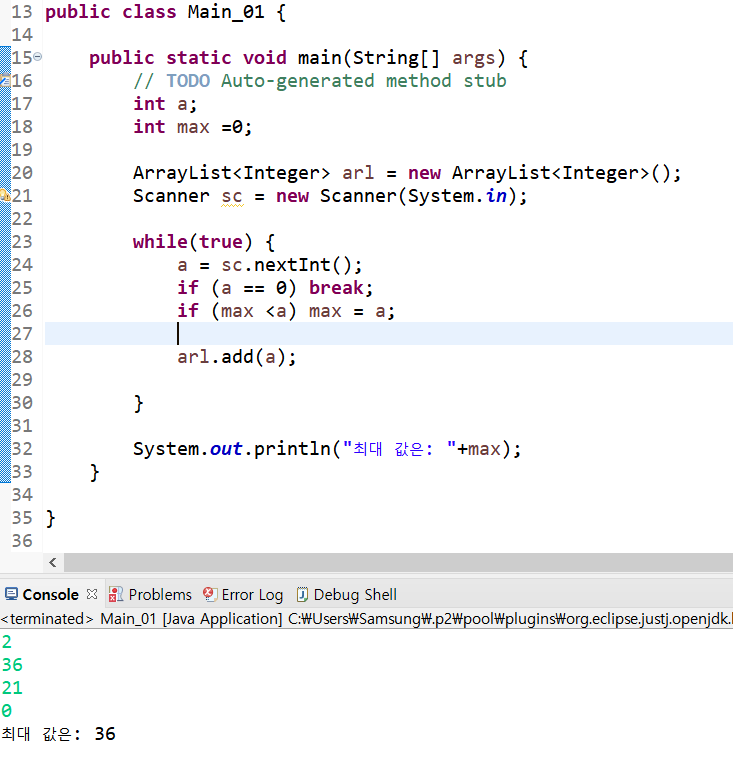 13 public class Main_01 {
14
15 public static void main(String[] args) {
16 // TODO Auto-generated method stub
17 int a;
18 int max =0;
19
20 ArrayList<Integer> arl = new ArrayList<Integer>();
21 Scanner sc = new Scanner(System.in);
22
23 while(true) {
24 a = sc.nextInt();
25 if (a == 0) break;
26 if (max <a) max = a;
27
28 arl.add(a);
29
30 }
31
32 System.out.println("최대 값은: "+max);
33 }
34
35 }
36
Console Problems Error Log Debug Shell
<terminated> Main_01 [Java Application] C:₩Users₩Samsung₩.p2₩pool₩plugins₩org.eclipse.justj.openjdk.
2
36
21
0
최대 값은: 36